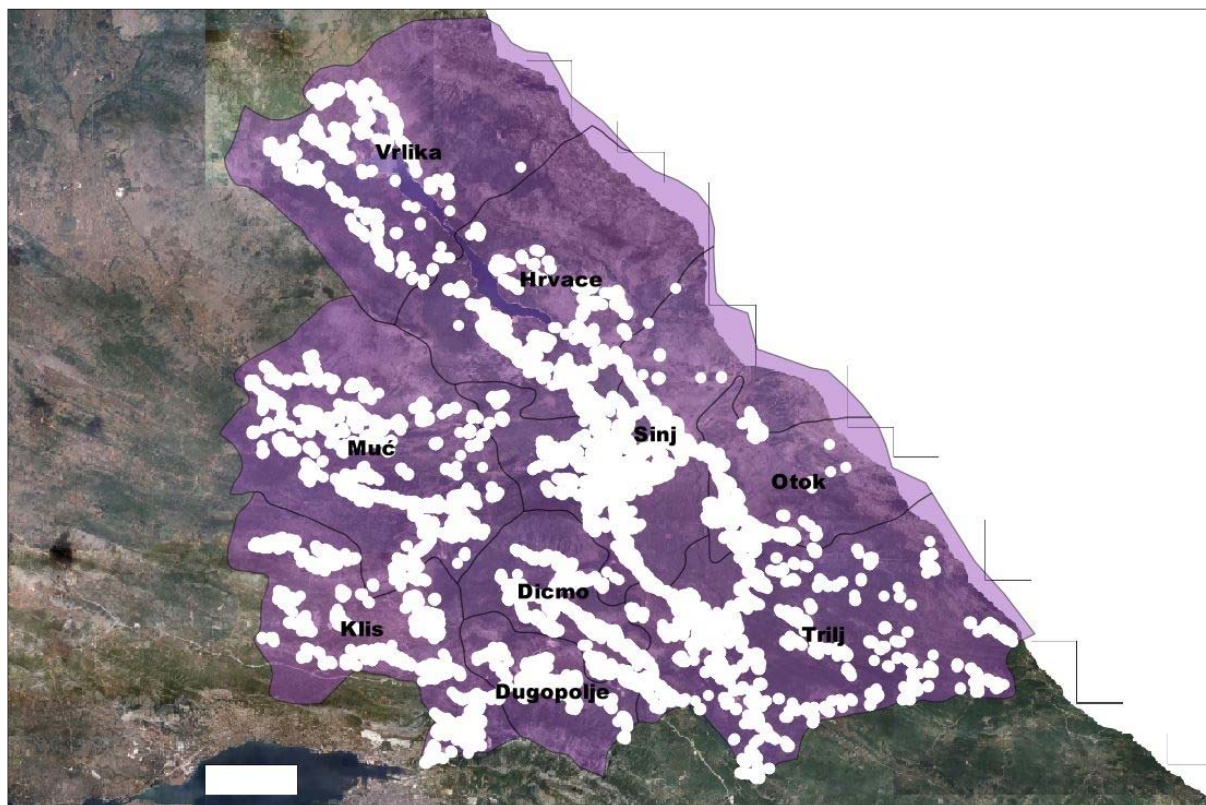 Vrlika
Hrvace
Sinj
Muć
Otok
Dicmo
Klis
Trilj
Dugopolje